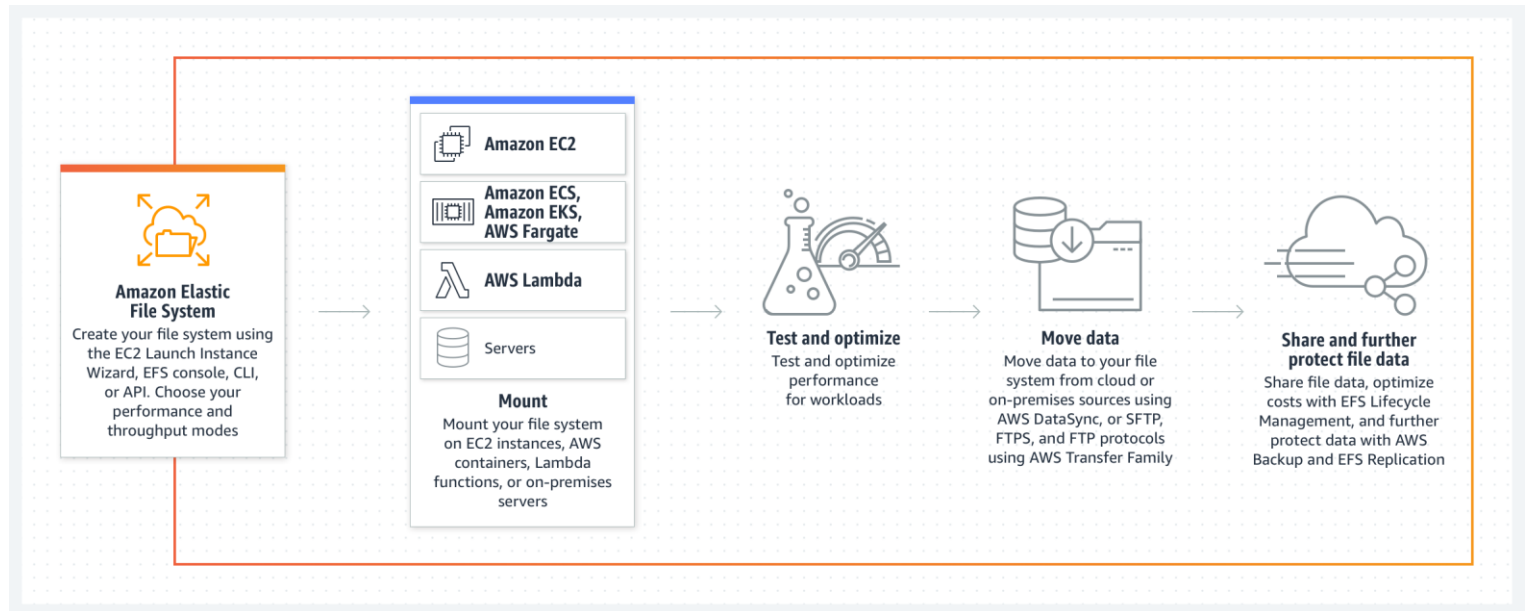 Amazon Elastic
File System
Create your file system using
the EC2 Launch Instance
Wizard, EFS console, CLI,
or API. Choose your
performance and
throughput modes
Amazon EC2
Amazon ECS,
Amazon EKS,
AWS Fargate
AWS Lambda
Servers
Mount
Mount your file system
on EC2 instances, AWS
containers, Lambda
functions, or on-premises
servers
Test and optimize
Test and optimize
performance
for workloads
Move data
Move data to your file
system from cloud or
on-premises sources using
AWS DataSync, or SFTP,
FTPS, and FTP protocols
using AWS Transfer Family
Share and further
protect file data
Share file data, optimize
costs with EFS Lifecycle
Management, and further
protect data with AWS
Backup and EFS Replication